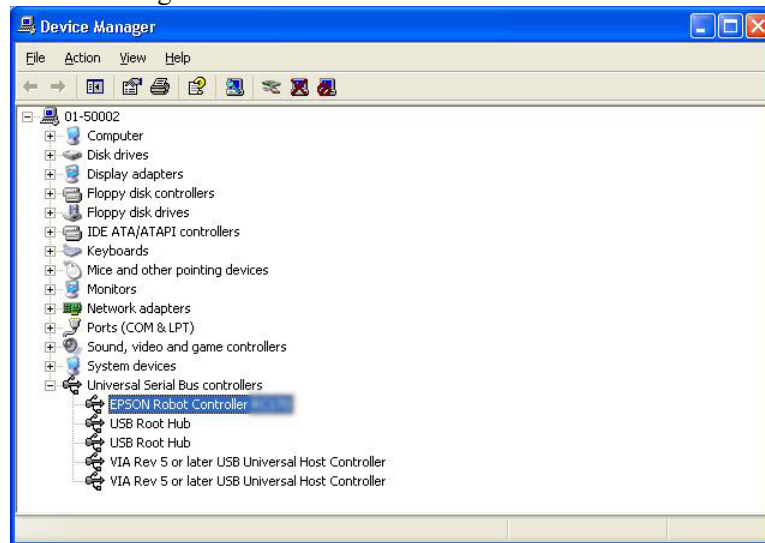 Device Manager
File Action View Help
01-50002
Computer
Disk drives
Display adapters
Floppy disk controllers
Floppy disk drives
IDE ATA/ATAPI controllers
Keyboards
Mice and other pointing devices
Monitors
Network adapters
Ports (COM & LPT)
Sound, video and game controllers
System devices
Universal Serial Bus controllers
EPSON Robot Controller
USB Root Hub
USB Root Hub
VIA Rev 5 or later USB Universal Host Controller
VIA Rev 5 or later USB Universal Host Controller